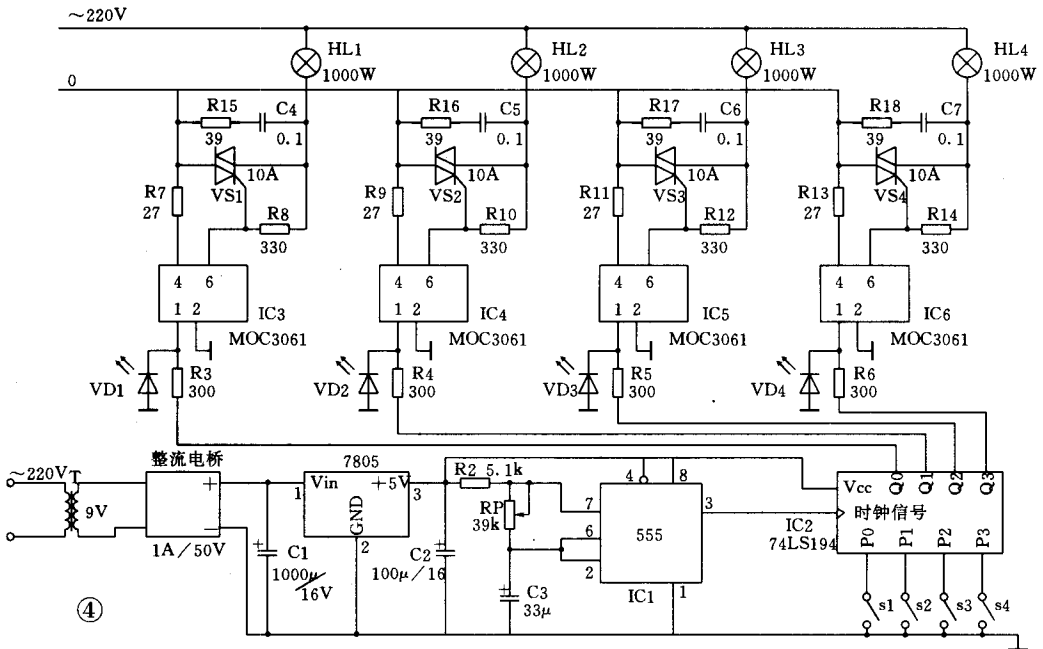 ～220V
0
HL1
1000W
HL2
1000W
HL3
1000W
HL4
1000W
R15
39
C4
0.1
R16
39
C5
0.1
R17
39
C6
0.1
R18
39
C7
0.1
VS1
10A
VS2
10A
VS3
10A
VS4
10A
R7
27
R8
330
R9
27
R10
330
R11
27
R12
330
R13
27
R14
330
4 6
1 2
IC3
MOC3061
4 6
1 2
IC4
MOC3061
4 6
1 2
IC5
MOC3061
4 6
1 2
IC6
MOC3061
VD1
R3
300
VD2
R4
300
VD3
R5
300
VD4
R6
300
～220V
T
9V
整流电桥
+
−
1A／50V
7805
1
Vin
+5V
3
GND
2
+
C1
1000μ／16V
+
C2
100μ／16
R2 5.1k
RP
39k
+
C3
33μ
4
8
7
6
2
3
1
555
IC1
Vcc
Q0
Q1
Q2
Q3
时钟信号
IC2
74LS194
P0
P1
P2
P3
s1
s2
s3
s4
④